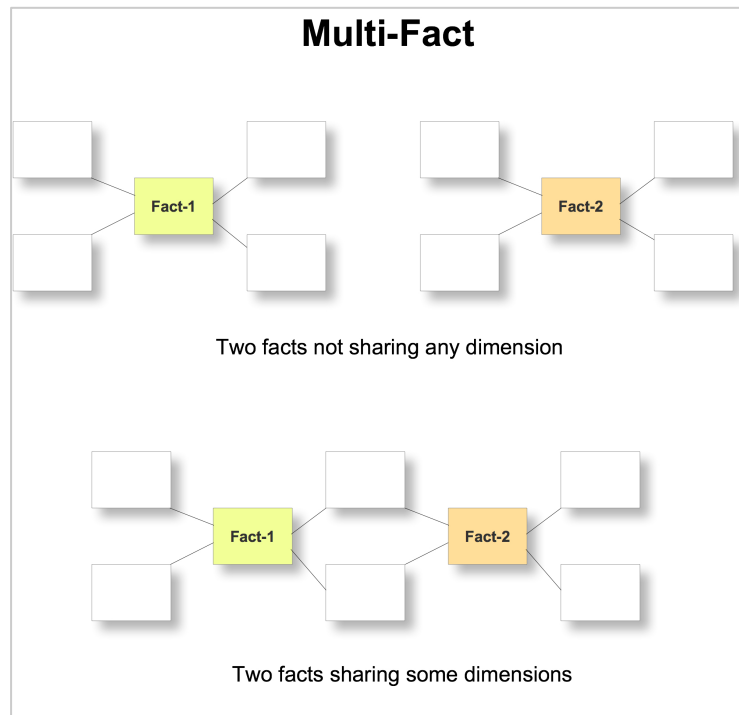 Multi-Fact
Fact-1
Fact-2
Two facts not sharing any dimension
Fact-1
Fact-2
Two facts sharing some dimensions